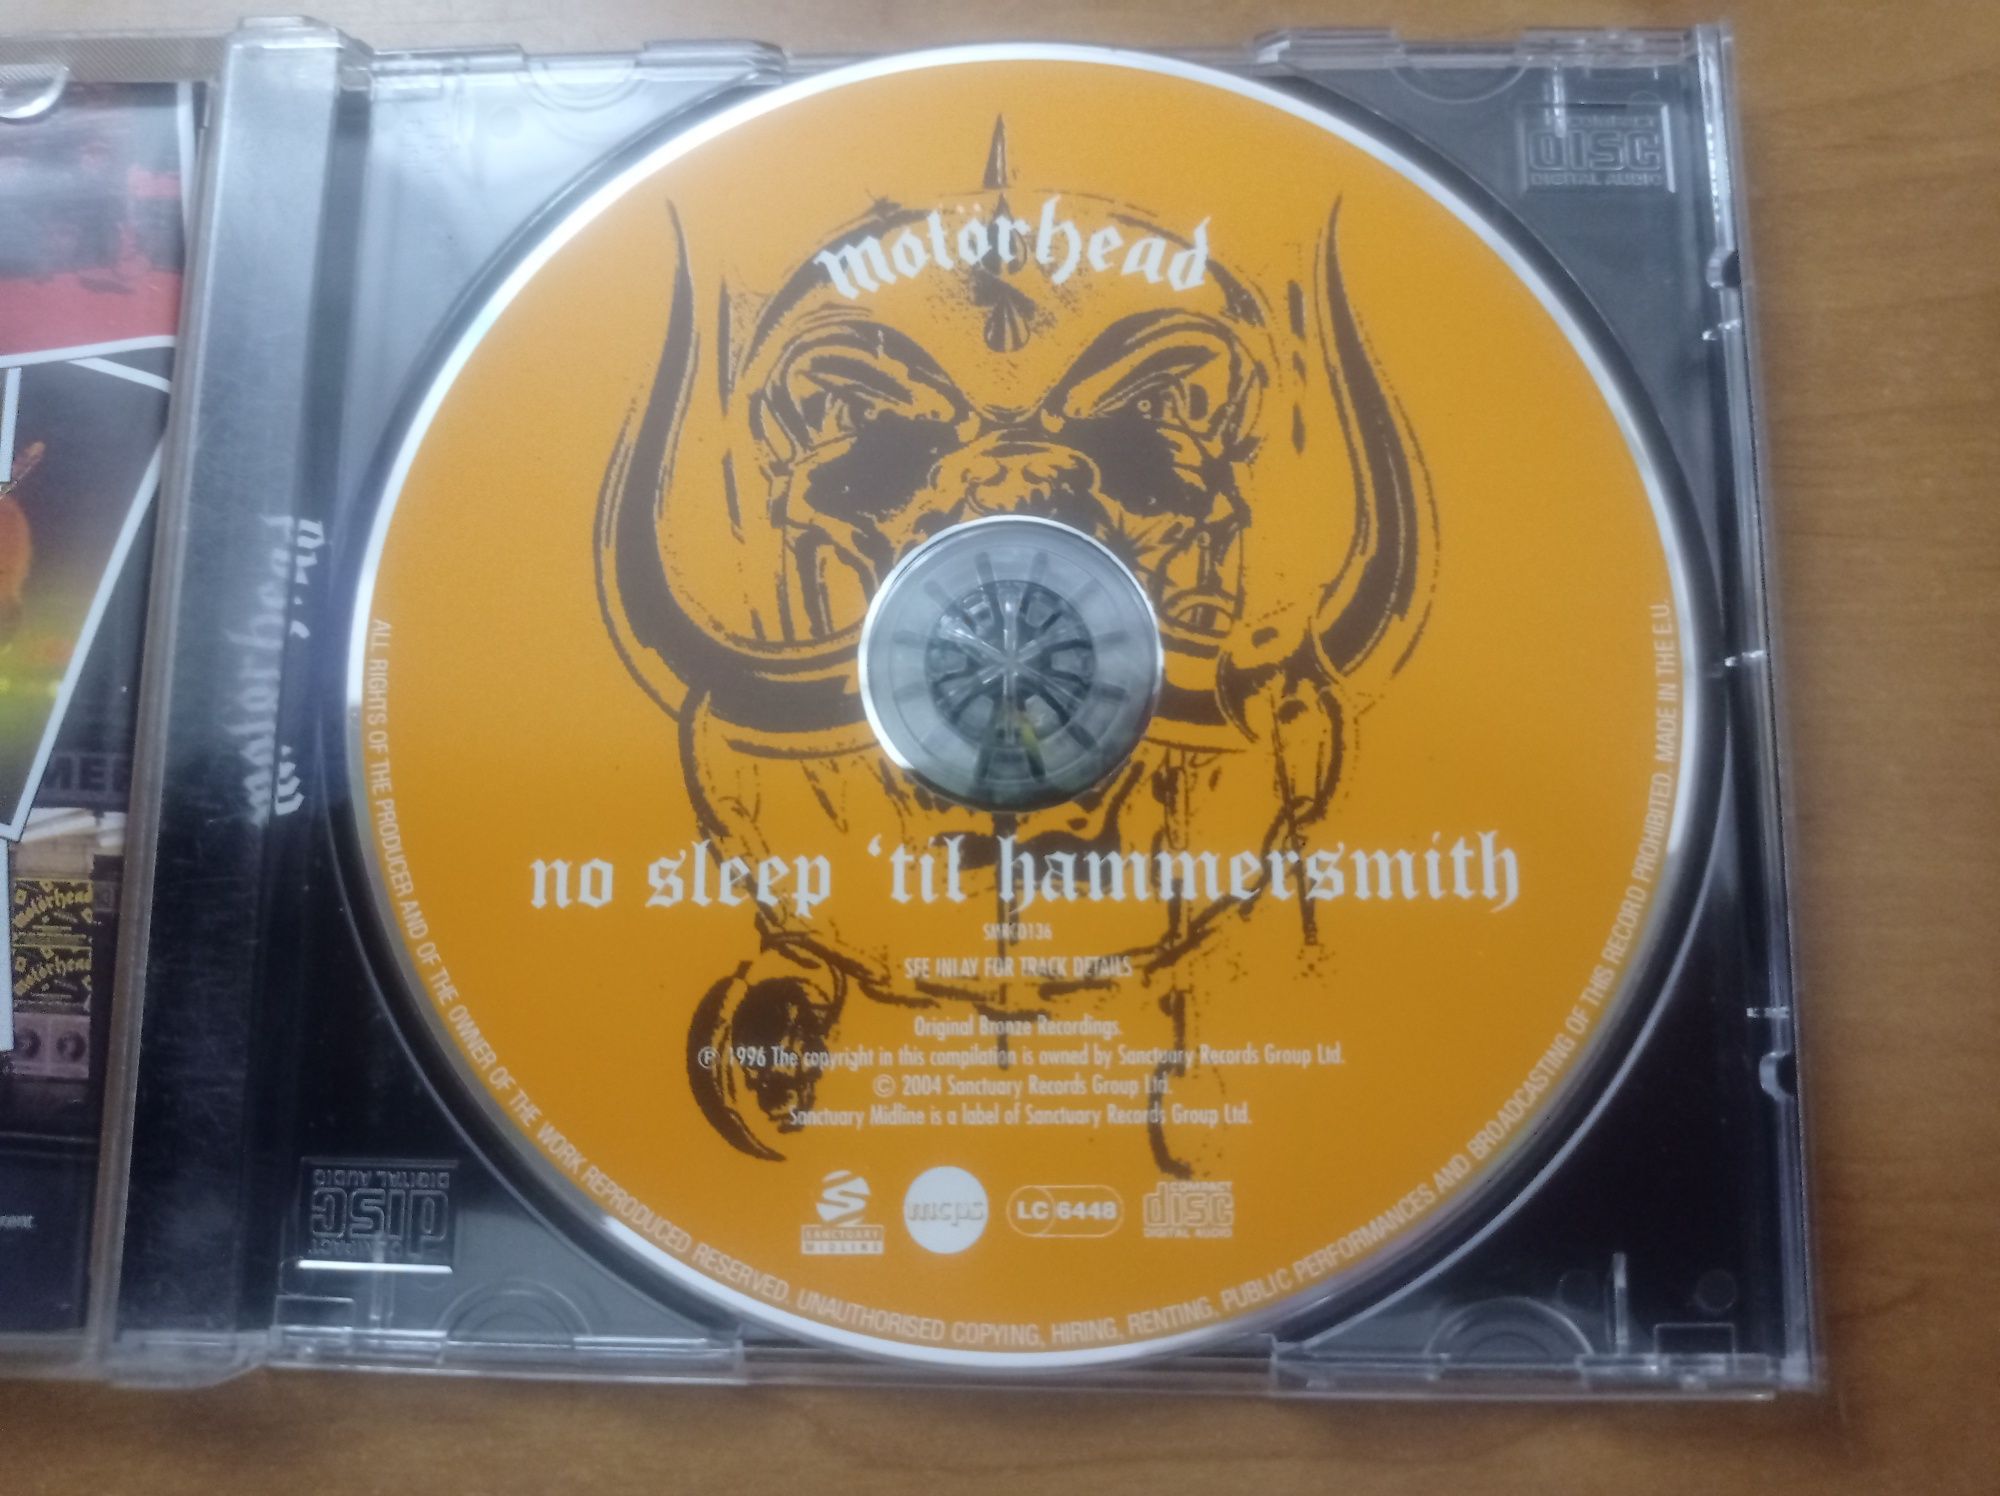 motörhead
no sleep ‘til hammersmith
SMRCD136
SEE INLAY FOR TRACK DETAILS
Original Bronze Recordings.
℗ 1996 The copyright in this compilation is owned by Sanctuary Records Group Ltd.
© 2004 Sanctuary Records Group Ltd.
Sanctuary Midline is a label of Sanctuary Records Group Ltd.
SANCTUARY
MIDLINE
mcps
LC 6448
COMPACT
disc
DIGITAL AUDIO
ALL RIGHTS OF THE PRODUCER AND OF THE OWNER OF THE WORK REPRODUCED RESERVED. UNAUTHORISED COPYING, HIRING, RENTING, PUBLIC PERFORMANCES AND BROADCASTING OF THIS RECORD PROHIBITED. MADE IN THE E.U.
COMPACT
DISC
DIGITAL AUDIO
COMPACT
DISC
DIGITAL AUDIO
motörhead
motörhead
motörhead